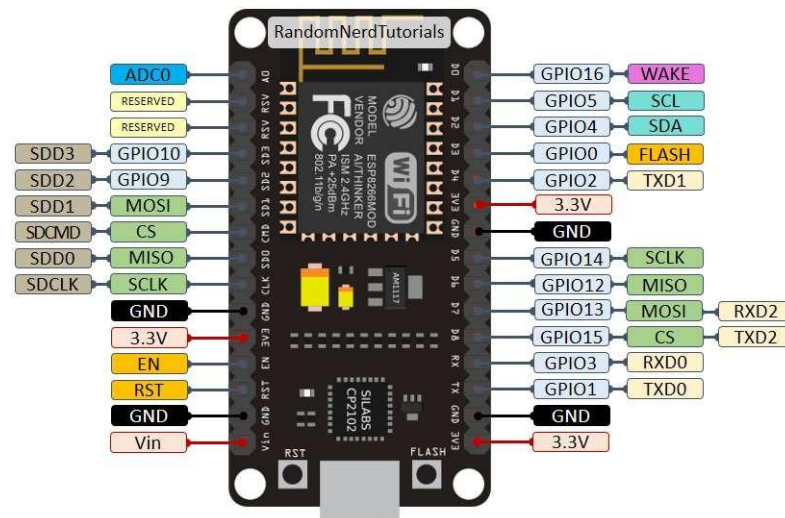 RandomNerdTutorials
ADC0
RESERVED
RESERVED
SDD3 GPIO10
SDD2 GPIO9
SDD1 MOSI
SDCMD CS
SDD0 MISO
SDCLK SCLK
GND
3.3V
EN
RST
GND
Vin
A0
RSV
RSV
SD3
SD2
SD1
CMD
SD0
CLK
GND
3V3
EN
RST
GND
Vin
MODEL
VENDOR
ESP8266MOD
AI/THINKER
ISM 2.4GHz
PA +25dBm
802.11b/g/n
FC
WiFi
AM1117
SILABS
CP2102
RST
FLASH
D0
D1
D2
D3
D4
3V3
GND
D5
D6
D7
D8
RX
TX
GND
3V3
GPIO16 WAKE
GPIO5 SCL
GPIO4 SDA
GPIO0 FLASH
GPIO2 TXD1
3.3V
GND
GPIO14 SCLK
GPIO12 MISO
GPIO13 MOSI RXD2
GPIO15 CS TXD2
GPIO3 RXD0
GPIO1 TXD0
GND
3.3V